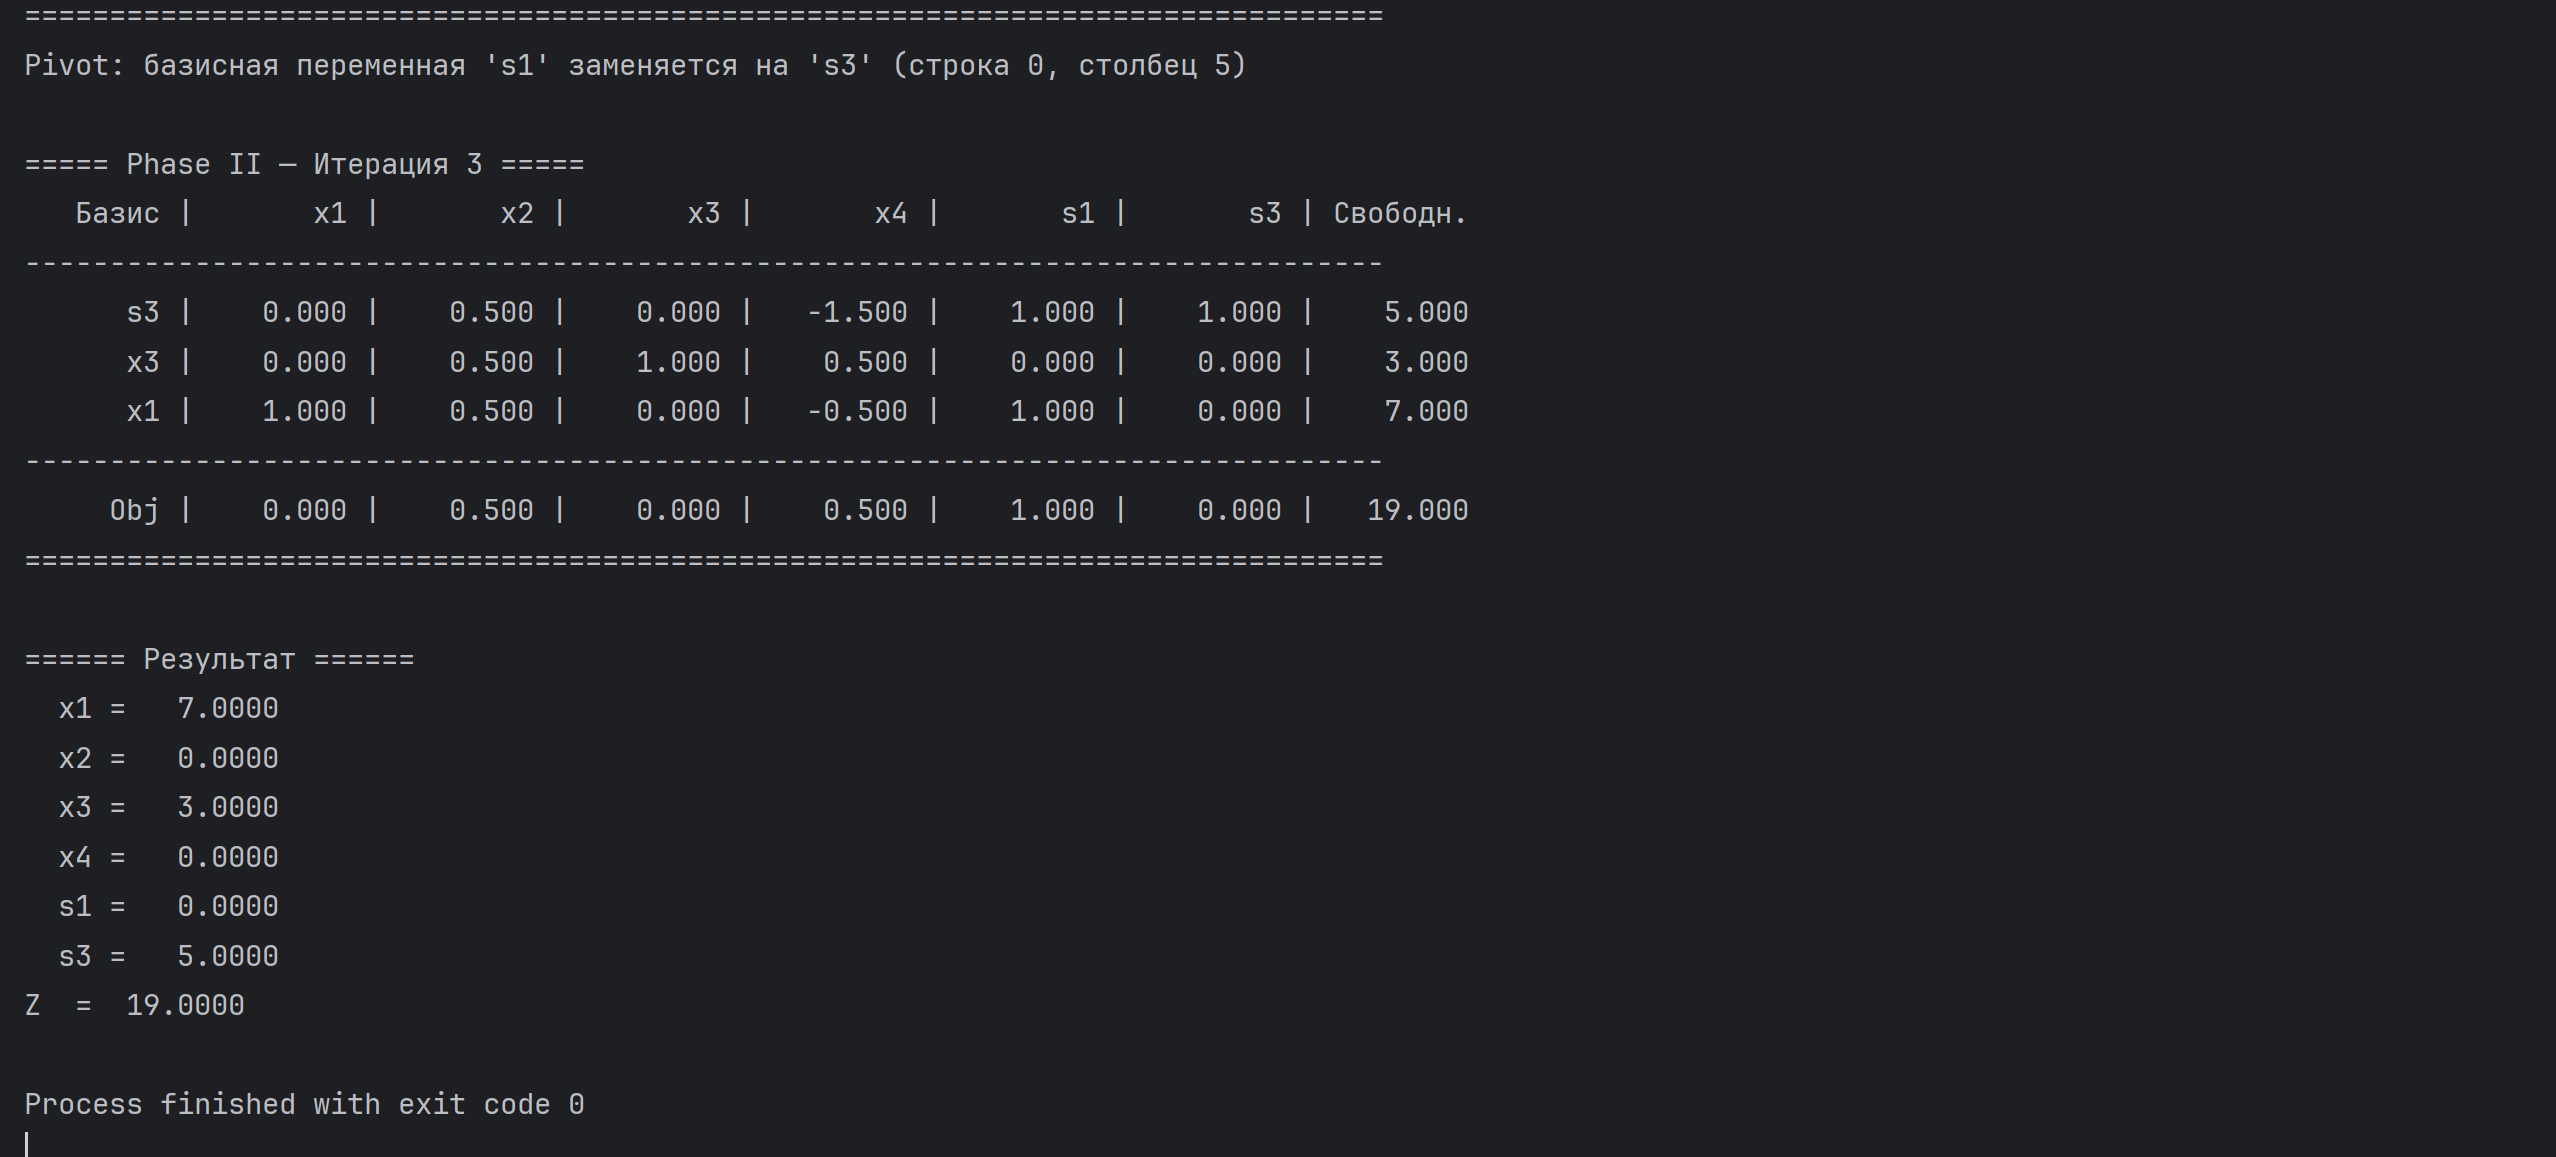 ================================================================================
Pivot: базисная переменная 's1' заменяется на 's3' (строка 0, столбец 5)
===== Phase II — Итерация 3 =====
   Базис |       x1 |       x2 |       x3 |       x4 |       s1 |       s3 | Свободн.
--------------------------------------------------------------------------------
      s3 |    0.000 |    0.500 |    0.000 |   -1.500 |    1.000 |    1.000 |    5.000
      x3 |    0.000 |    0.500 |    1.000 |    0.500 |    0.000 |    0.000 |    3.000
      x1 |    1.000 |    0.500 |    0.000 |   -0.500 |    1.000 |    0.000 |    7.000
--------------------------------------------------------------------------------
     Obj |    0.000 |    0.500 |    0.000 |    0.500 |    1.000 |    0.000 |   19.000
================================================================================
====== Результат ======
  x1 =   7.0000
  x2 =   0.0000
  x3 =   3.0000
  x4 =   0.0000
  s1 =   0.0000
  s3 =   5.0000
Z  =  19.0000
Process finished with exit code 0